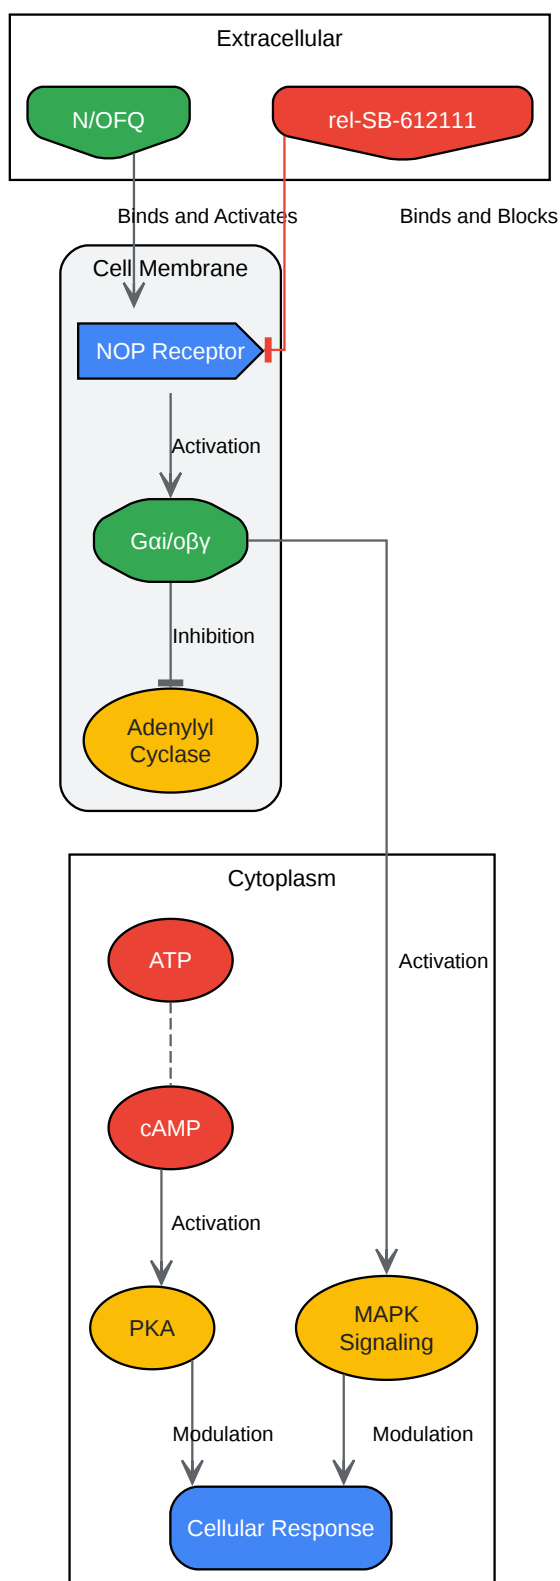 Extracellular
N/OFQ
rel-SB-612111
Binds and Activates
Binds and Blocks
Cell Membrane
NOP Receptor
Activation
Gαi/oβγ
Inhibition
Adenylyl
Cyclase
Cytoplasm
ATP
Activation
cAMP
Activation
PKA
MAPK
Signaling
Modulation
Modulation
Cellular Response